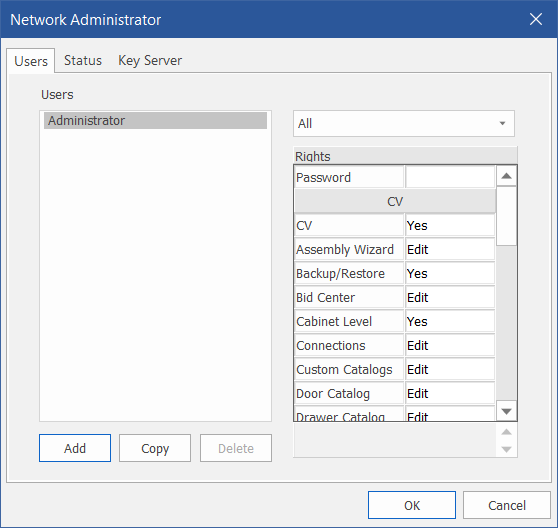 Network Administrator
Users Status Key Server
Users
Administrator
All
Rights
Password
CV
CV Yes
Assembly Wizard Edit
Backup/Restore Yes
Bid Center Edit
Cabinet Level Yes
Connections Edit
Custom Catalogs Edit
Door Catalog Edit
Drawer Catalog Edit
Add Copy Delete
OK Cancel